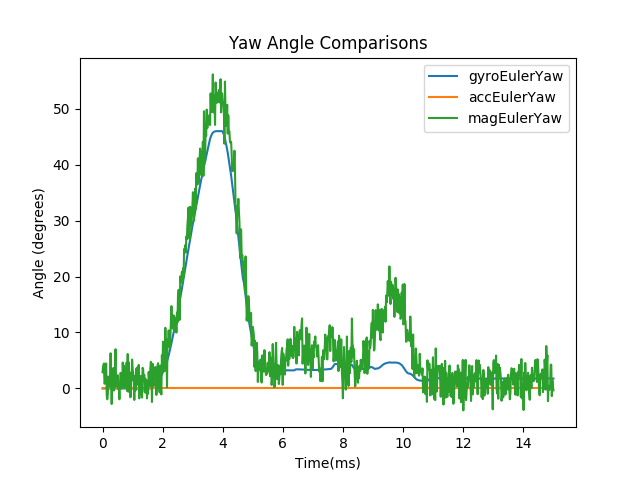 Yaw Angle Comparisons
gyroEulerYaw
accEulerYaw
magEulerYaw
Angle (degrees)
50
40
30
20
10
0
0 2 4 6 8 10 12 14
Time(ms)